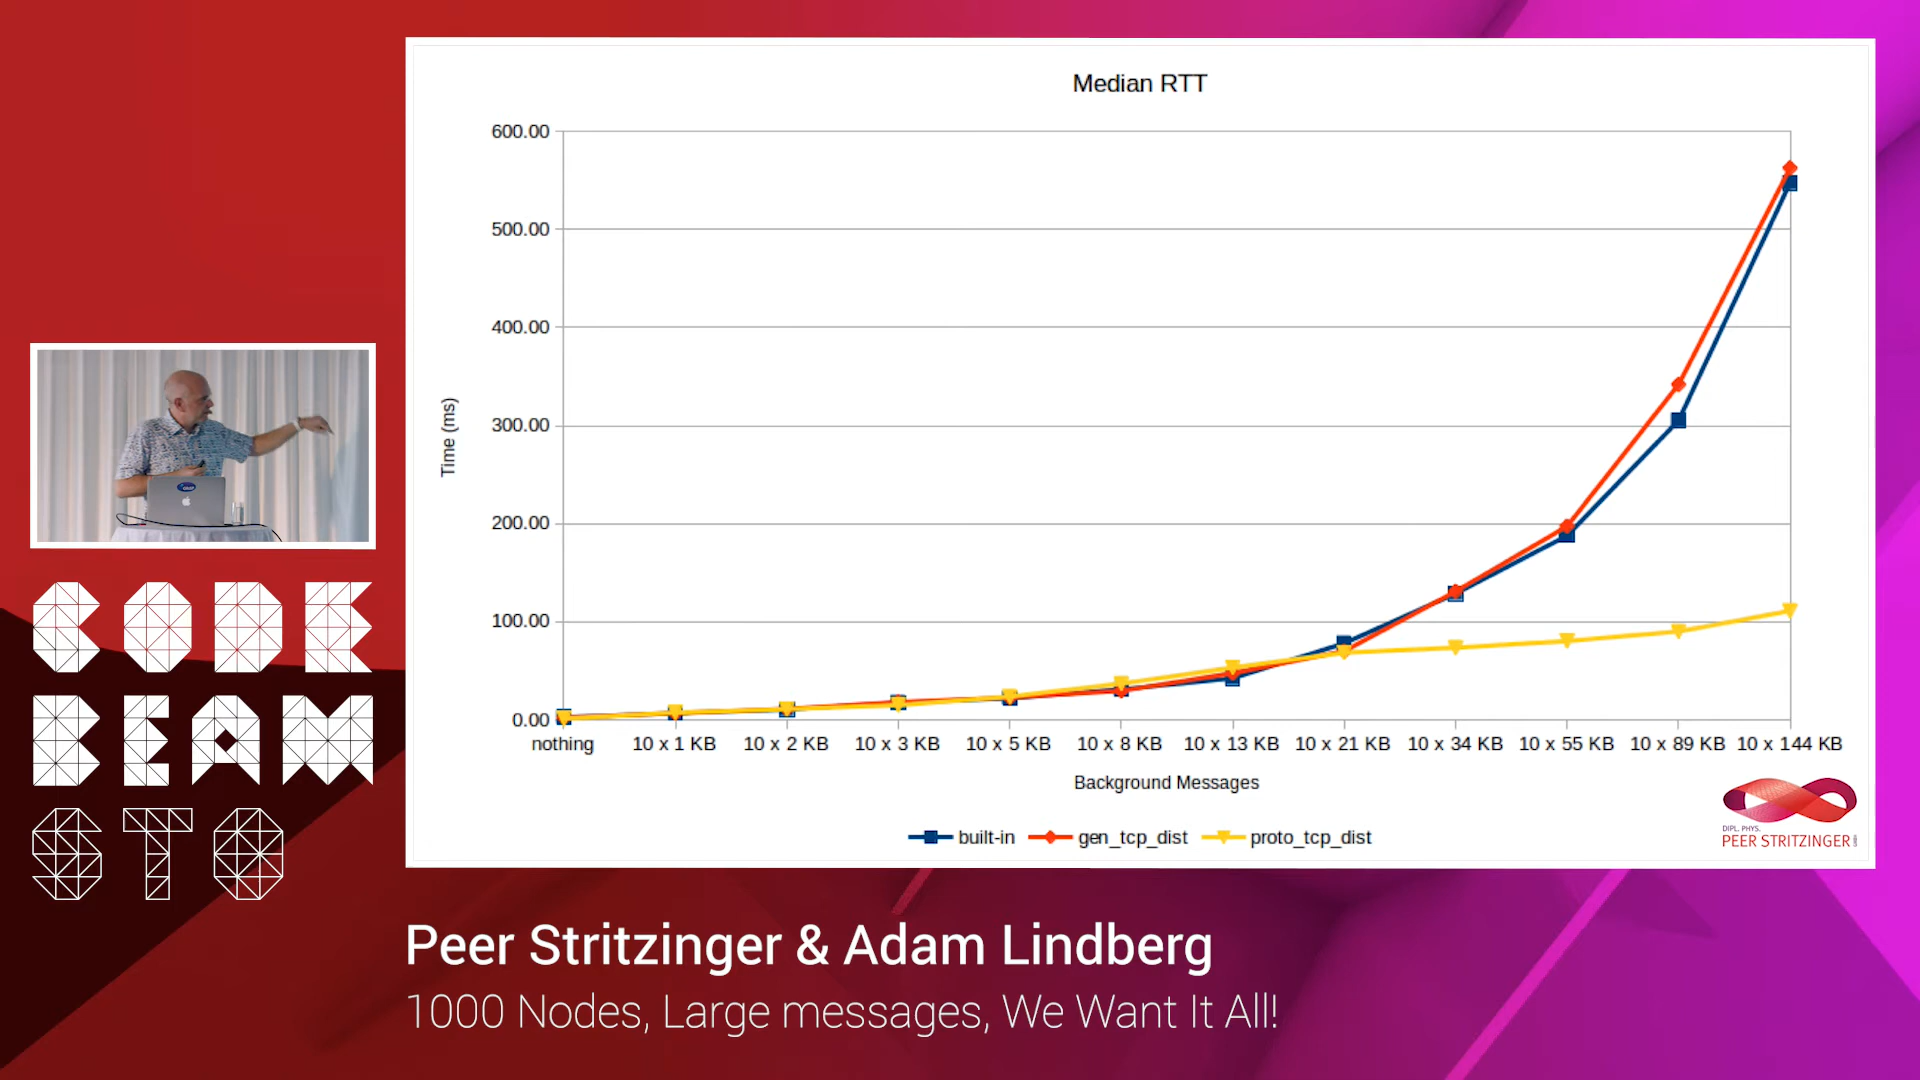 Median RTT
600.00
500.00
400.00
300.00
200.00
100.00
0.00
Time (ms)
nothing 10 x 1 KB 10 x 2 KB 10 x 3 KB 10 x 5 KB 10 x 8 KB 10 x 13 KB 10 x 21 KB 10 x 34 KB 10 x 55 KB 10 x 89 KB 10 x 144 KB
Background Messages
built-in gen_tcp_dist proto_tcp_dist
DIPL. PHYS.
PEER STRITZINGER
CODE
BEAM
STO
Peer Stritzinger & Adam Lindberg
1000 Nodes, Large messages, We Want It All!